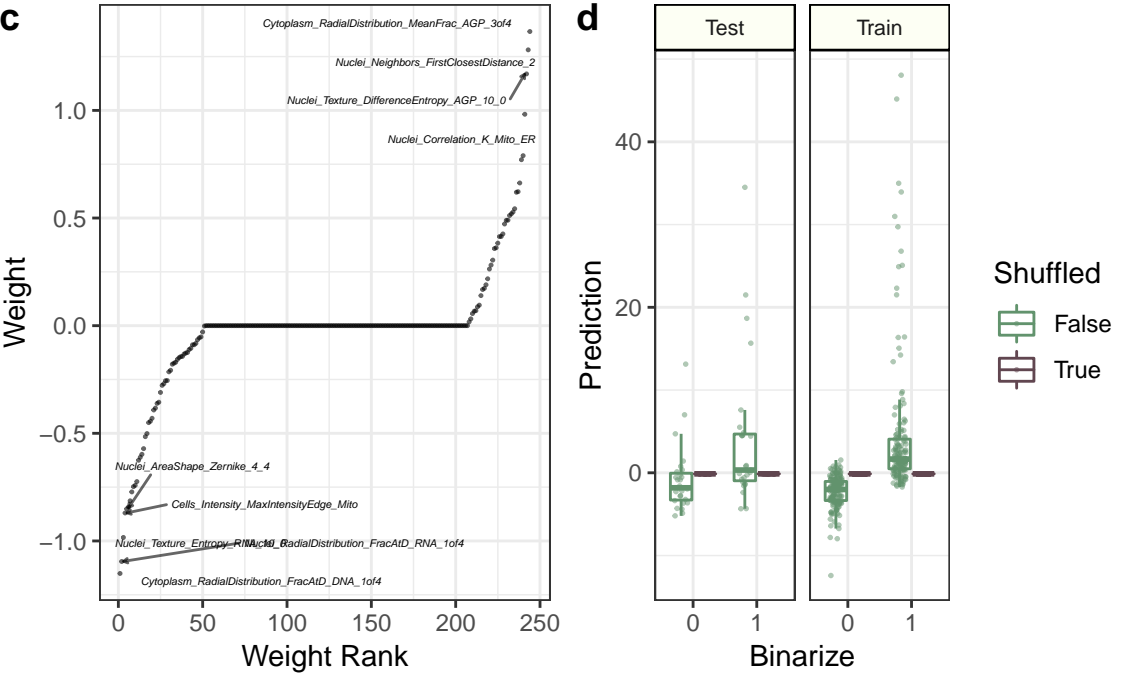 c
Cytoplasm_RadialDistribution_MeanFrac_AGP_3of4
Nuclei_Neighbors_FirstClosestDistance_2
Nuclei_Texture_DifferenceEntropy_AGP_10_0
Nuclei_Correlation_K_Mito_ER
Nuclei_AreaShape_Zernike_4_4
Cells_Intensity_MaxIntensityEdge_Mito
Nuclei_Texture_Entropy_RNA_10_0
Nuclei_RadialDistribution_FracAtD_RNA_1of4
Cytoplasm_RadialDistribution_FracAtD_DNA_1of4
1.0
0.5
0.0
−0.5
−1.0
Weight
0 50 100 150 200 250
Weight Rank
d
Test Train
40
20
0
Prediction
0 1 0 1
Binarize
Shuffled
False
True